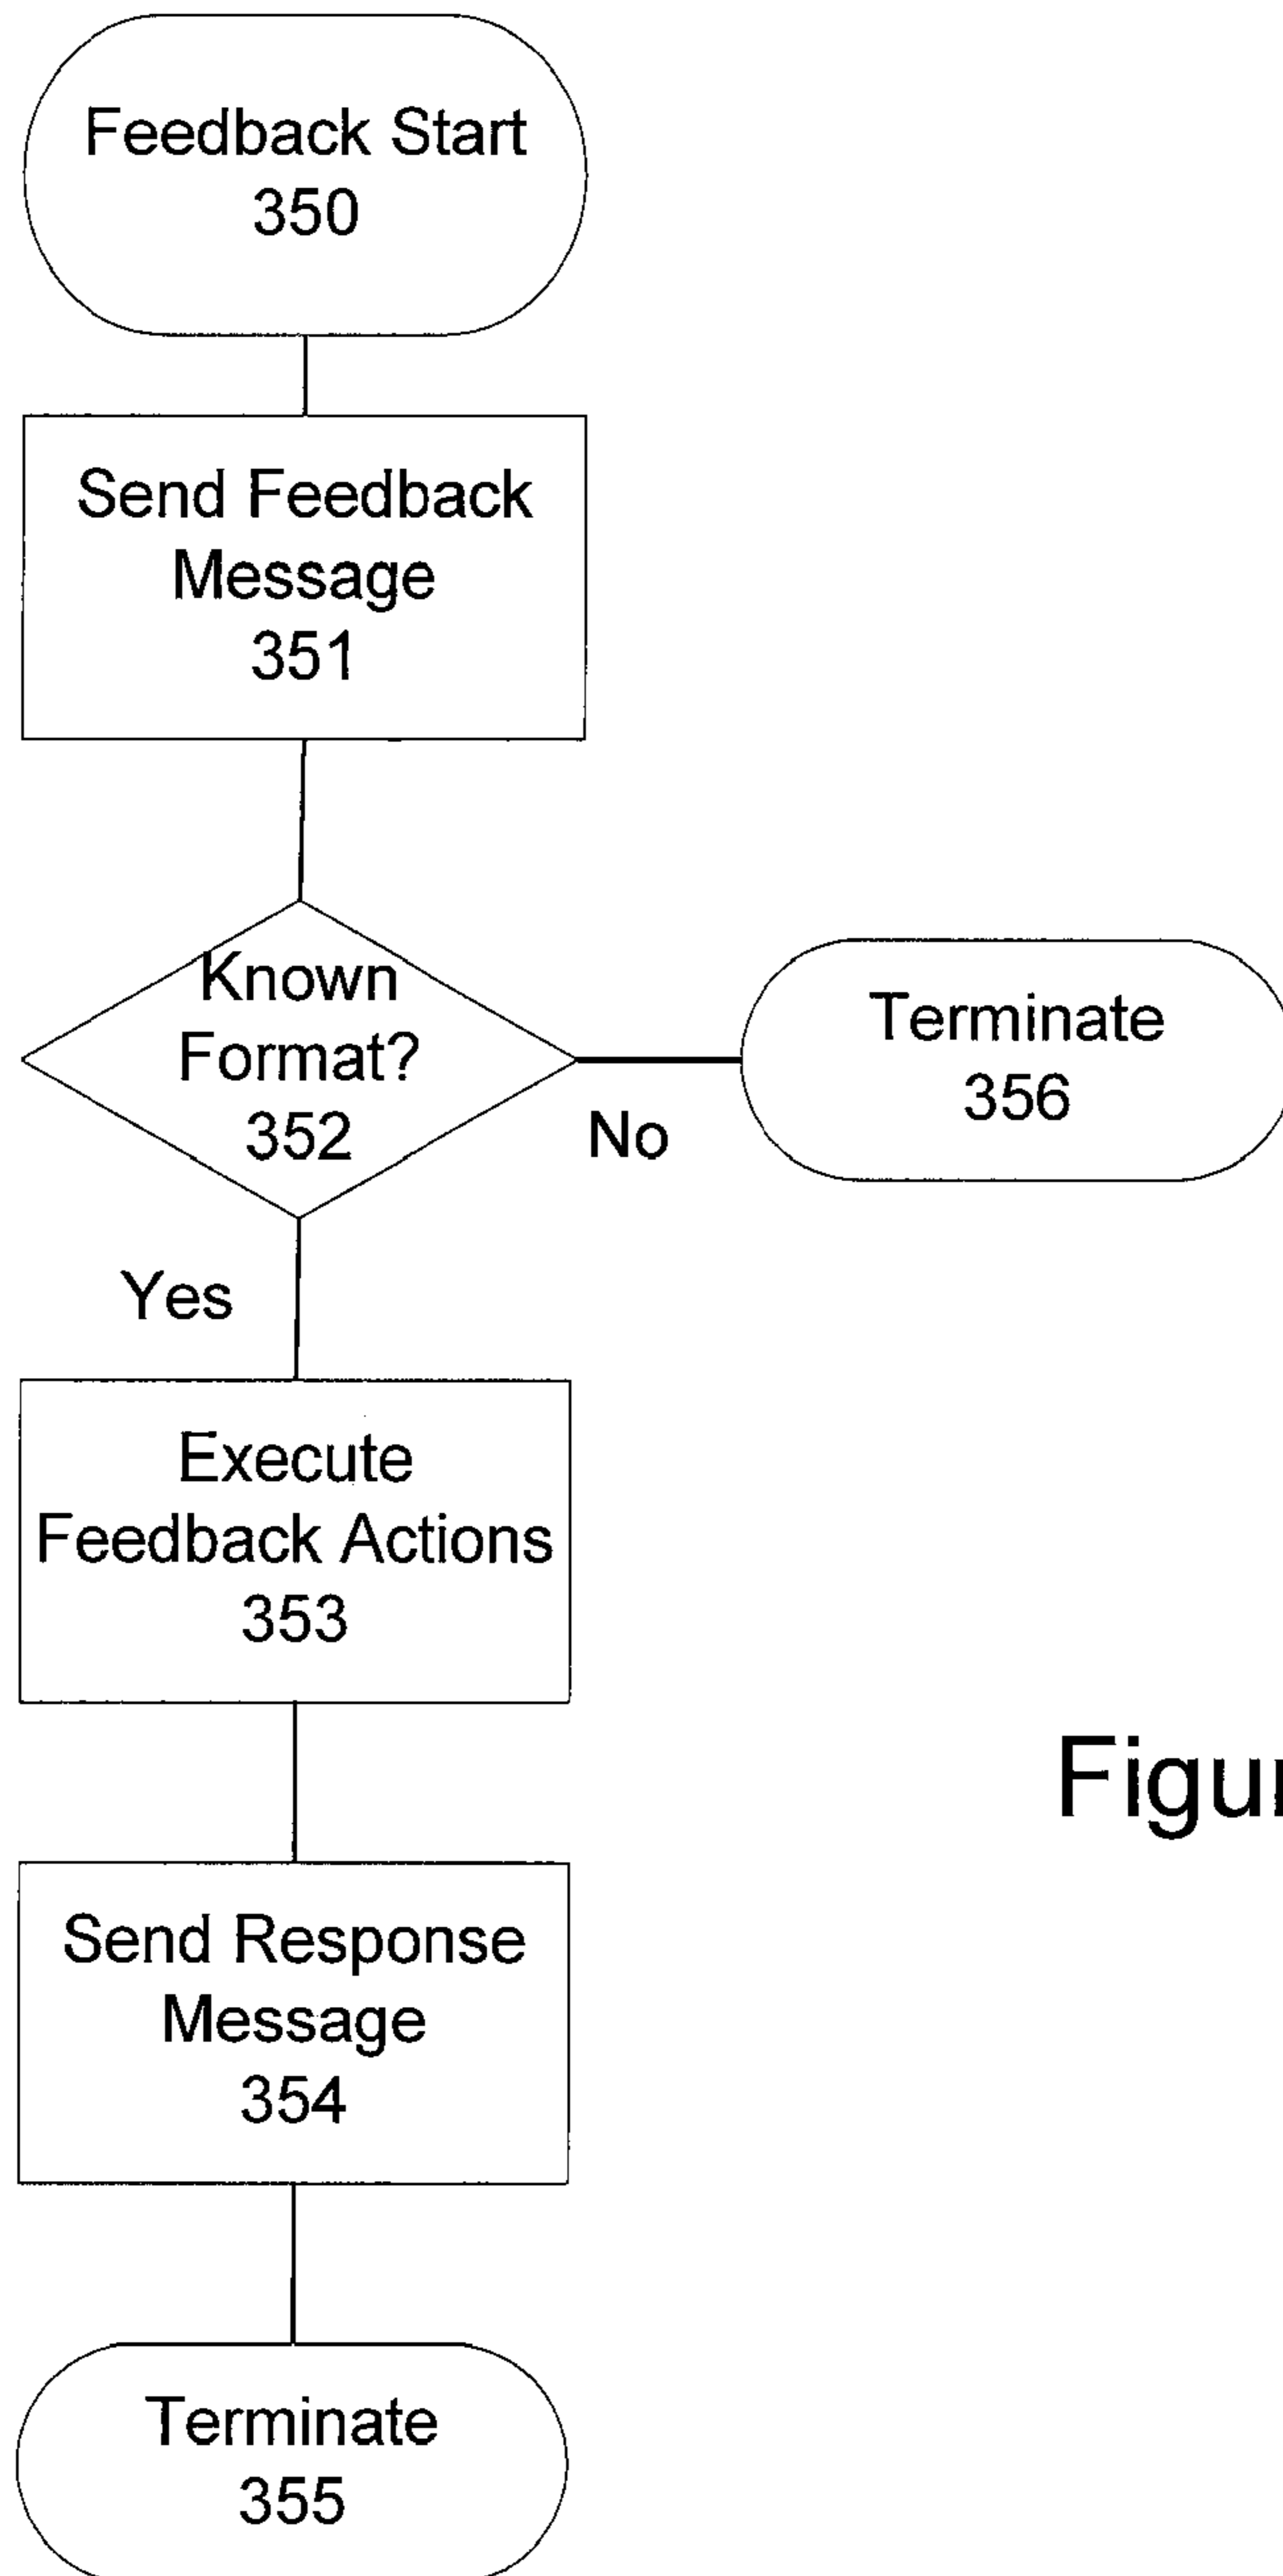 Feedback Start
350
Send Feedback
Message
351
Known
Format?
352
No
Terminate
356
Yes
Execute
Feedback Actions
353
Send Response
Message
354
Terminate
355